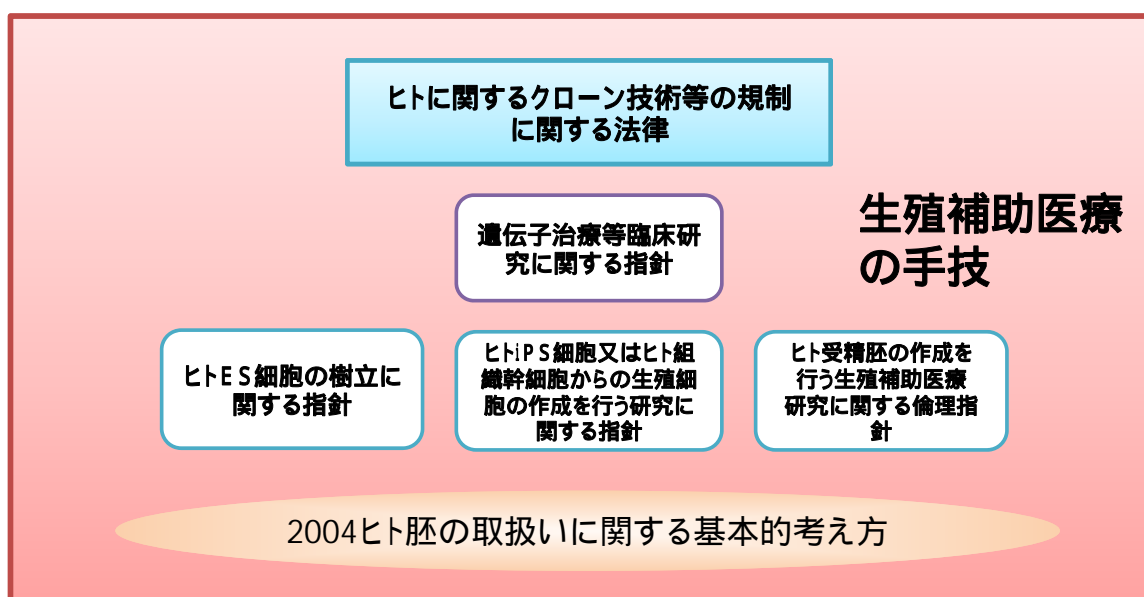 ヒトに関するクローン技術等の規制
に関する法律
生殖補助医療
の手技
遺伝子治療等臨床研
究に関する指針
ヒトES細胞の樹立に
関する指針
ヒトiPS細胞又はヒト組
織幹細胞からの生殖細
胞の作成を行う研究に
関する指針
ヒト受精胚の作成を
行う生殖補助医療
研究に関する倫理指
針
2004ヒト胚の取扱いに関する基本的考え方